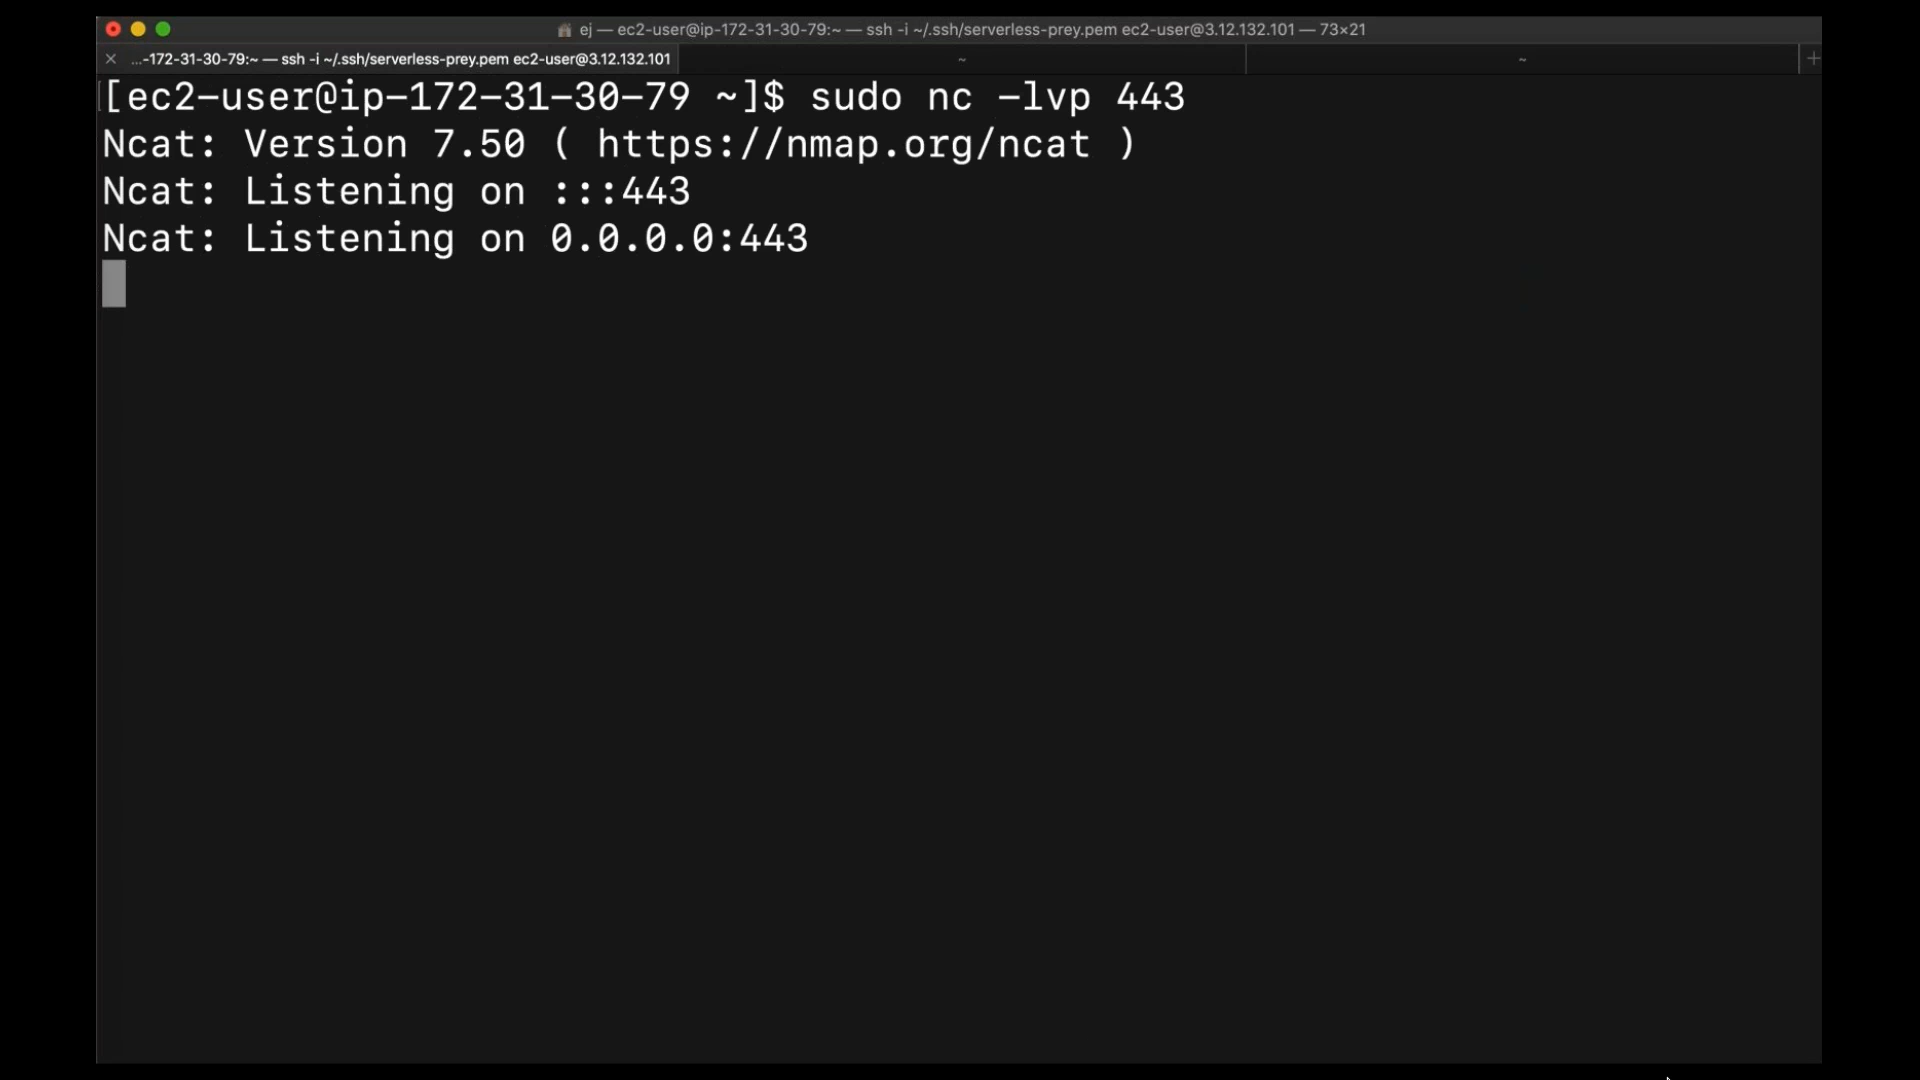 ej — ec2-user@ip-172-31-30-79:~ — ssh -i ~/.ssh/serverless-prey.pem ec2-user@3.12.132.101 — 73×21
...-172-31-30-79:~ — ssh -i ~/.ssh/serverless-prey.pem ec2-user@3.12.132.101 ~ ~ +
[ec2-user@ip-172-31-30-79 ~]$ sudo nc -lvp 443
Ncat: Version 7.50 ( https://nmap.org/ncat )
Ncat: Listening on :::443
Ncat: Listening on 0.0.0.0:443